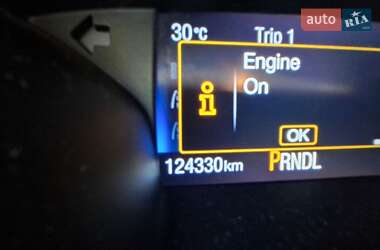 auto RIA
30°C Trip 1
Engine
On
i
OK
124330km PRNDL